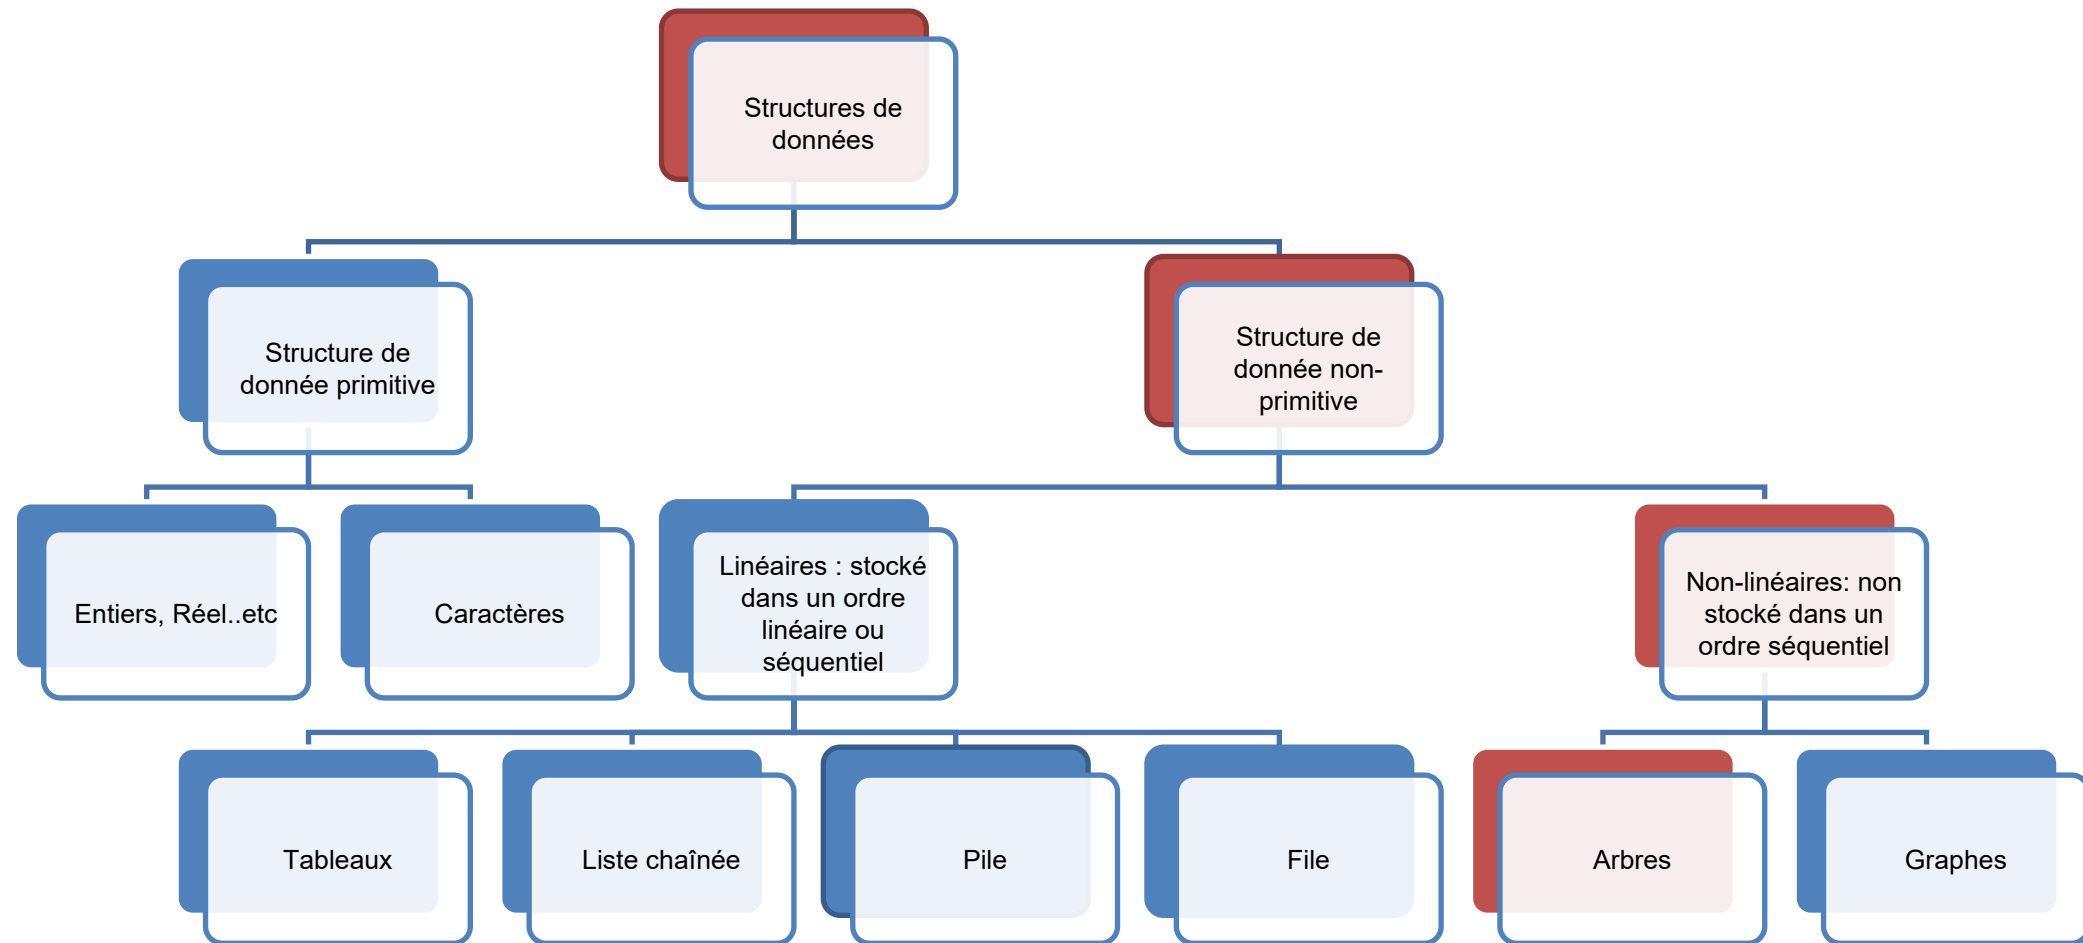 Structures de
données
Structure de
donnée primitive
Structure de
donnée non-
primitive
Entiers, Réel..etc
Caractères
Linéaires : stocké
dans un ordre
linéaire ou
séquentiel
Non-linéaires: non
stocké dans un
ordre séquentiel
Tableaux
Liste chaînée
Pile
File
Arbres
Graphes